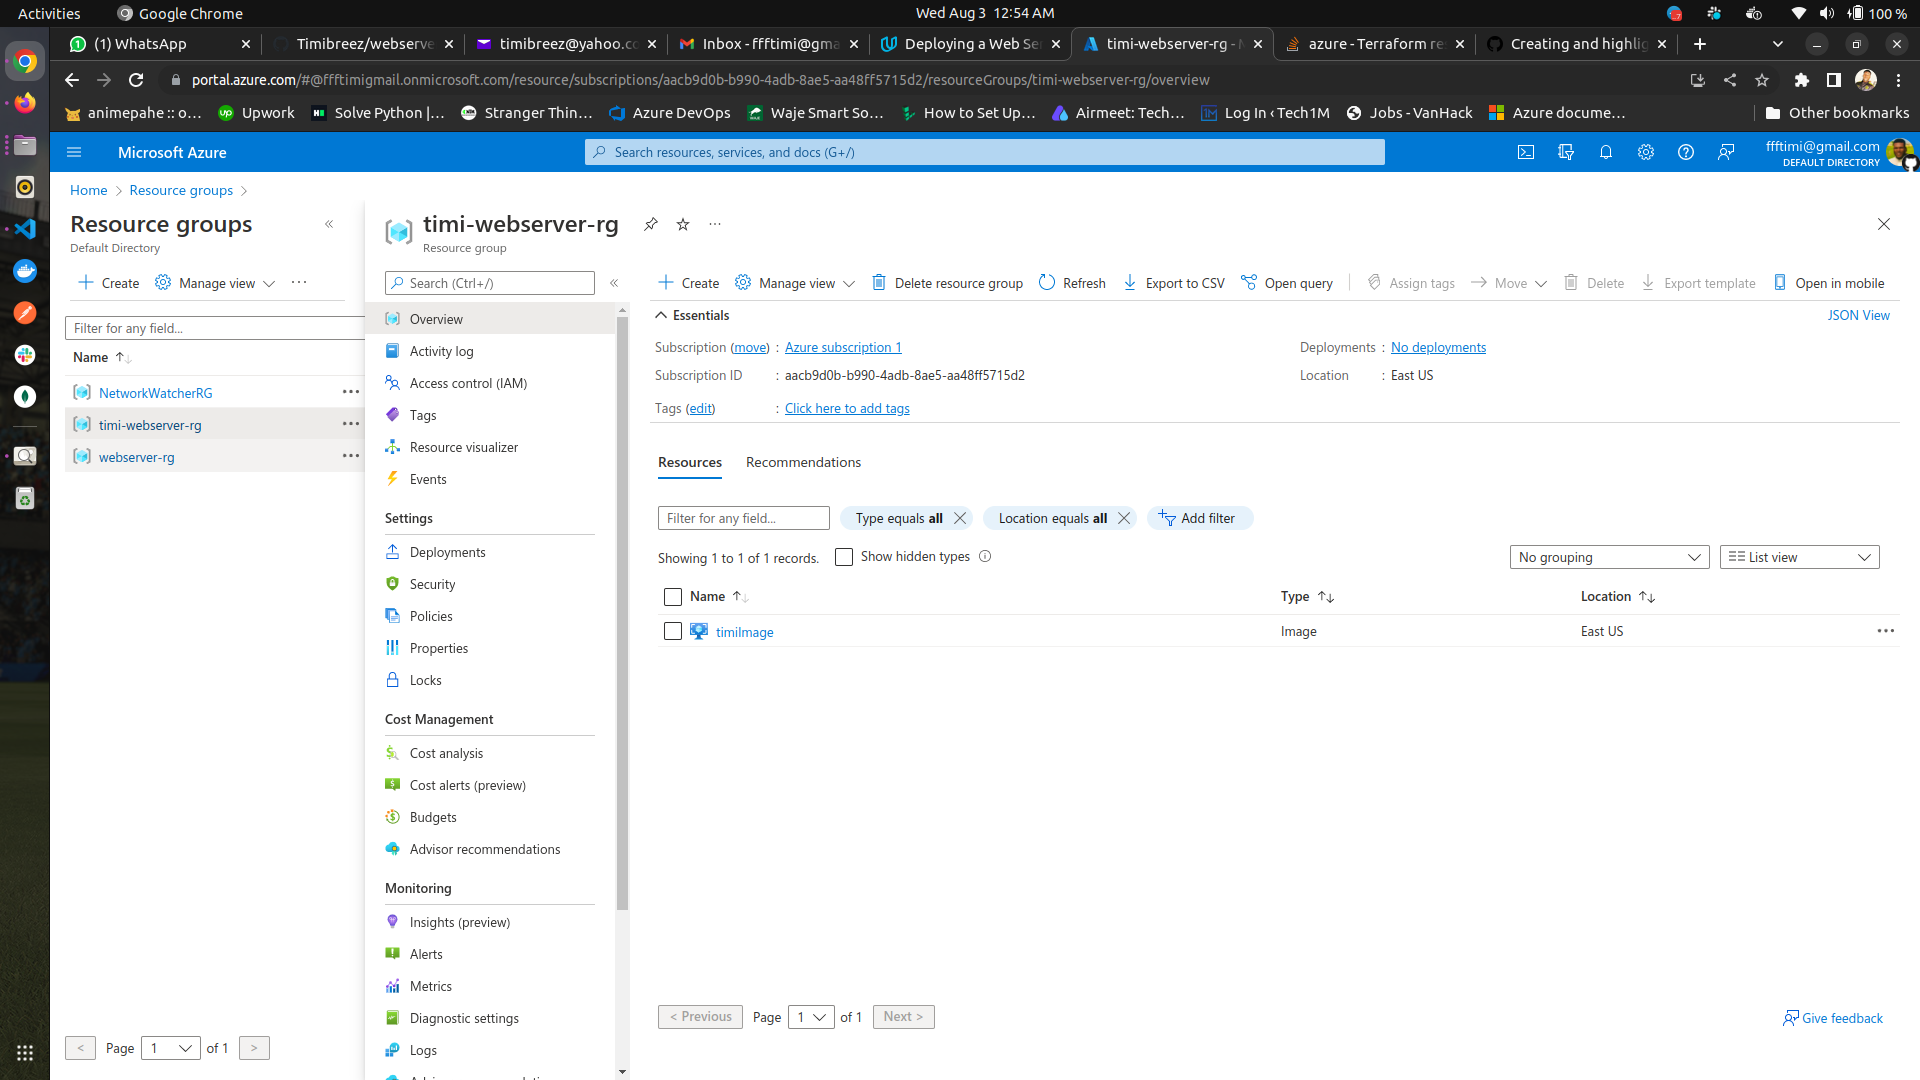 Activities
Google Chrome
Wed Aug 3 12:54 AM
100 %
(1) WhatsApp
Timibreez/webserve
timibreez@yahoo.co
Inbox - ffftimi@gma
Deploying a Web Se
timi-webserver-rg - M
azure - Terraform re
Creating and highlig
portal.azure.com/#@ffftimigmail.onmicrosoft.com/resource/subscriptions/aacb9d0b-b990-4adb-8ae5-aa48ff5715d2/resourceGroups/timi-webserver-rg/overview
animepahe :: o...
Upwork
Solve Python |...
Stranger Thin...
Azure DevOps
Waje Smart So...
How to Set Up...
Airmeet: Tech...
Log In ‹ Tech1M
Jobs - VanHack
Azure docume...
Other bookmarks
Microsoft Azure
Search resources, services, and docs (G+/)
ffftimi@gmail.com
DEFAULT DIRECTORY
Home > Resource groups >
Resource groups
Default Directory
Create
Manage view
Filter for any field...
Name
NetworkWatcherRG
timi-webserver-rg
webserver-rg
< Page 1 of 1 >
timi-webserver-rg
Resource group
Search (Ctrl+/)
Overview
Activity log
Access control (IAM)
Tags
Resource visualizer
Events
Settings
Deployments
Security
Policies
Properties
Locks
Cost Management
Cost analysis
Cost alerts (preview)
Budgets
Advisor recommendations
Monitoring
Insights (preview)
Alerts
Metrics
Diagnostic settings
Logs
Create
Manage view
Delete resource group
Refresh
Export to CSV
Open query
Assign tags
Move
Delete
Export template
Open in mobile
Essentials
JSON View
Subscription (move) : Azure subscription 1
Deployments : No deployments
Subscription ID : aacb9d0b-b990-4adb-8ae5-aa48ff5715d2
Location : East US
Tags (edit) : Click here to add tags
Resources
Recommendations
Filter for any field...
Type equals all
Location equals all
Add filter
Showing 1 to 1 of 1 records.
Show hidden types
No grouping
List view
Name
Type
Location
timiImage
Image
East US
< Previous
Page 1 of 1
Next >
Give feedback